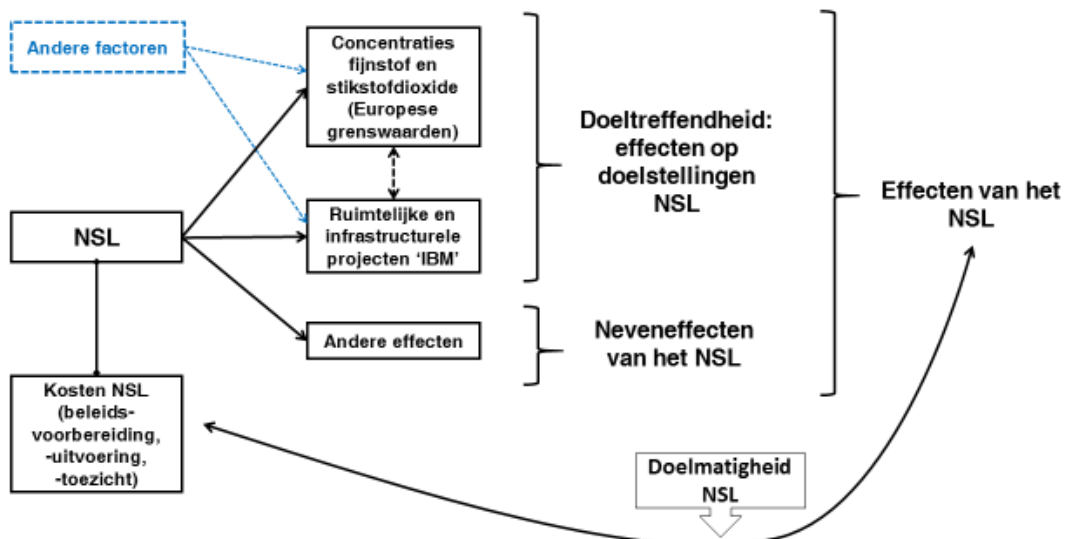 Andere factoren
Concentraties
fijnstof en
stikstofdioxide
(Europese
grenswaarden)
Doeltreffendheid:
effecten op
doelstellingen
NSL
Effecten van het
NSL
NSL
Ruimtelijke en
infrastructurele
projecten ‘IBM’
Andere effecten
Neveneffecten
van het NSL
Kosten NSL
(beleids-
voorbereiding,
-uitvoering,
-toezicht)
Doelmatigheid
NSL